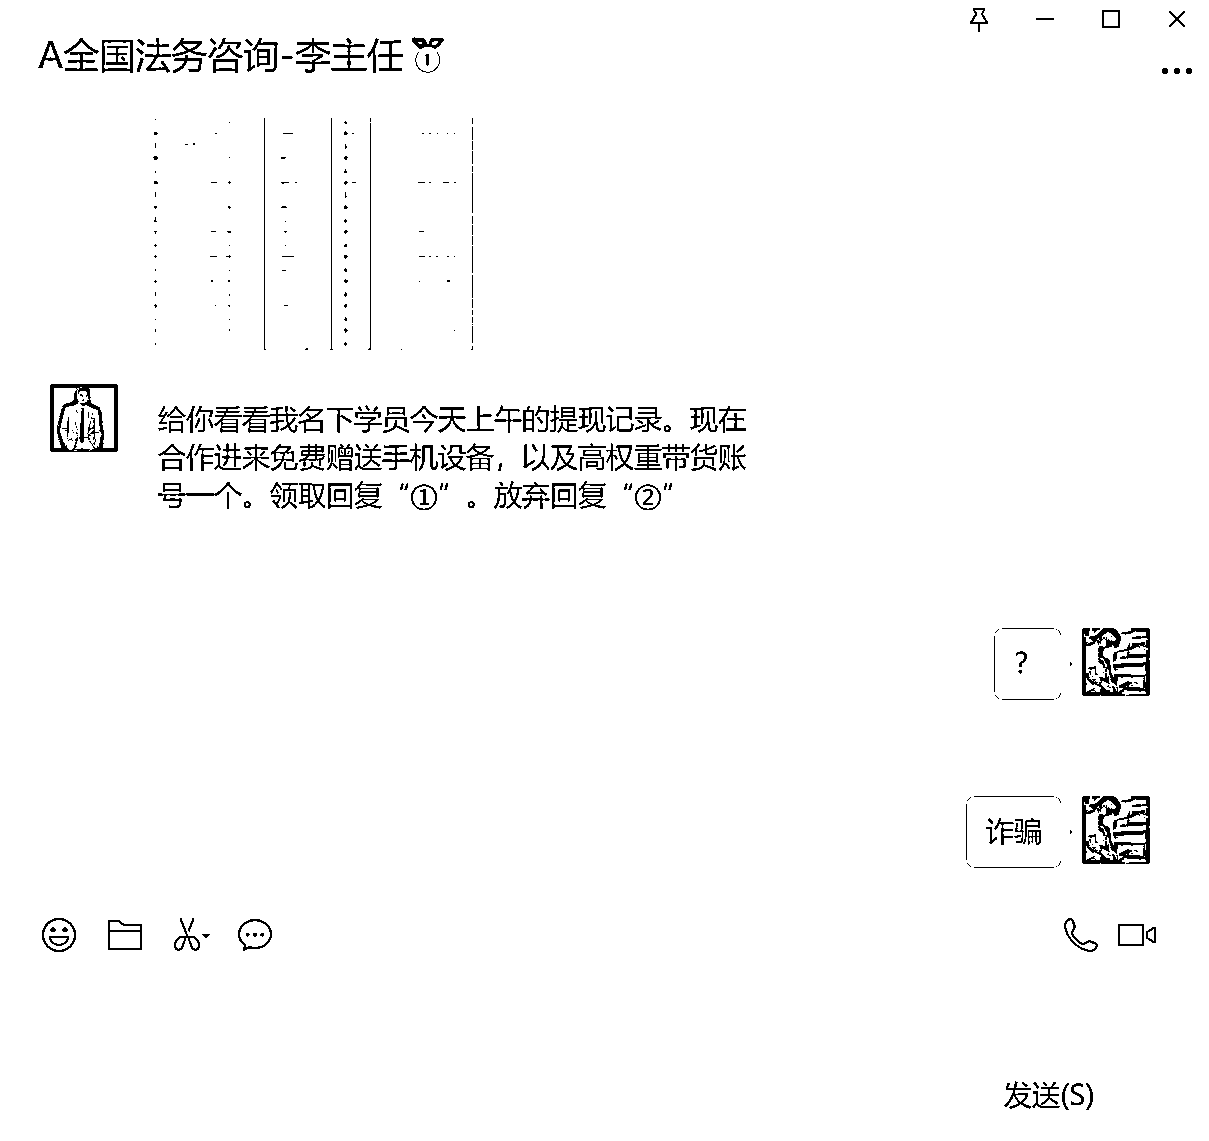 A全国法务咨询-李主任🥇
给你看看我名下学员今天上午的提现记录。现在
合作进来免费赠送手机设备，以及高权重带货账
号一个。领取回复“①”。放弃回复“②”
?
诈骗
发送(S)